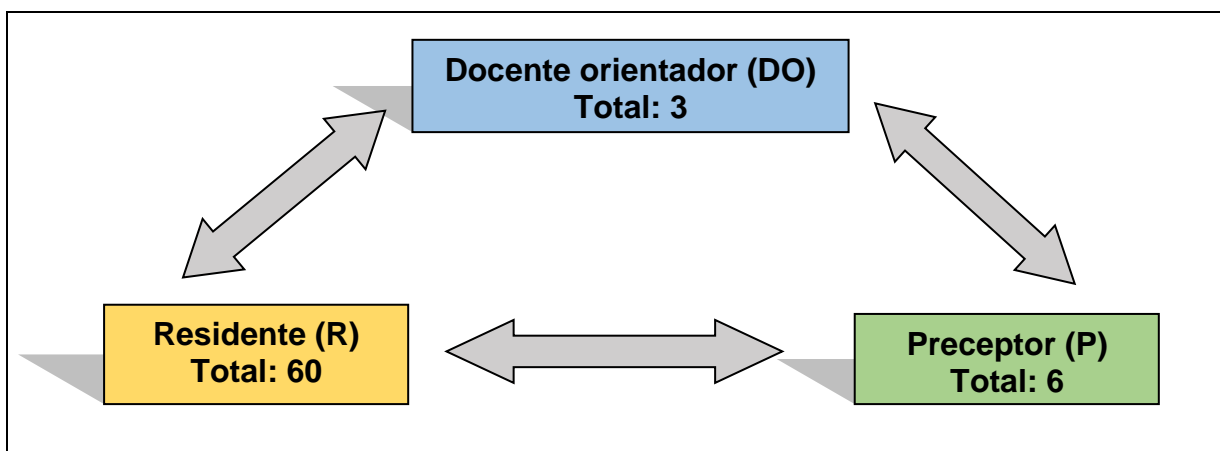 Docente orientador (DO)
Total: 3
Residente (R)
Total: 60
Preceptor (P)
Total: 6